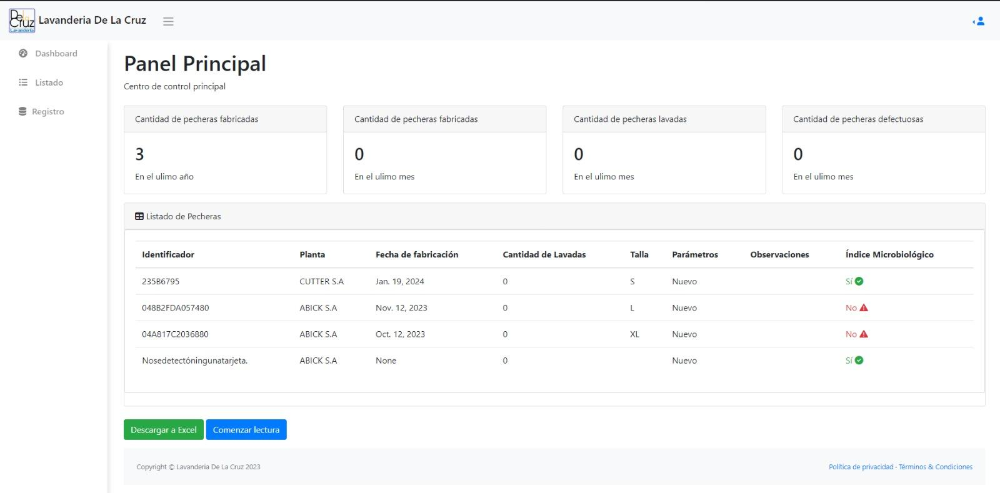 De la Cruz Lavandería
Lavanderia De La Cruz
Dashboard
Listado
Registro
Panel Principal
Centro de control principal
Cantidad de pecheras fabricadas
3
En el ulimo año
Cantidad de pecheras fabricadas
0
En el ulimo mes
Cantidad de pecheras lavadas
0
En el ulimo mes
Cantidad de pecheras defectuosas
0
En el ulimo mes
Listado de Pecheras
Identificador Planta Fecha de fabricación Cantidad de Lavadas Talla Parámetros Observaciones Índice Microbiológico
235B6795 CUTTER S.A Jan. 19, 2024 0 S Nuevo Sí
048B2FDA057480 ABICK S.A Nov. 12, 2023 0 L Nuevo No
04A817C2036880 ABICK S.A Oct. 12, 2023 0 XL Nuevo No
Nosedetectóningunatarjeta. ABICK S.A None 0 Nuevo Sí
Descargar a Excel Comenzar lectura
Copyright © Lavanderia De La Cruz 2023 Política de privacidad · Términos & Condiciones